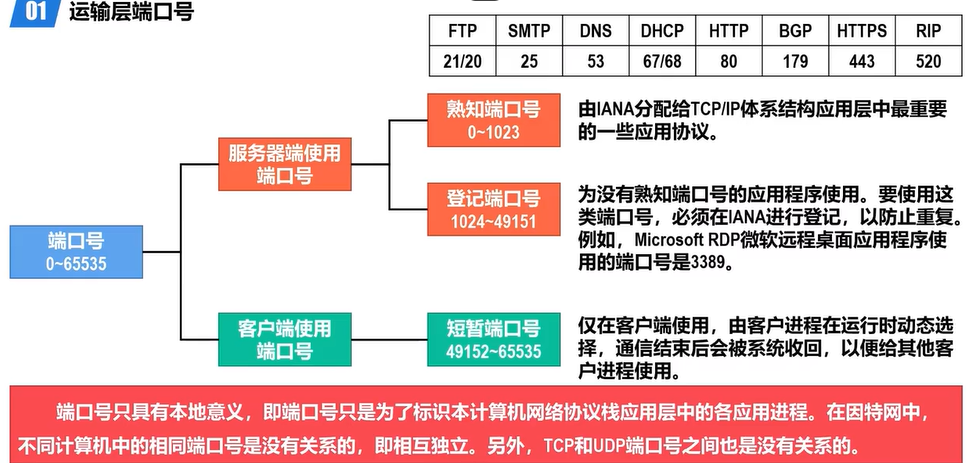 01 运输层端口号
FTP SMTP DNS DHCP HTTP BGP HTTPS RIP
21/20 25 53 67/68 80 179 443 520
熟知端口号
0~1023
由IANA分配给TCP/IP体系结构应用层中最重要
的一些应用协议。
服务器端使用
端口号
登记端口号
1024~49151
为没有熟知端口号的应用程序使用。要使用这
类端口号，必须在IANA进行登记，以防止重复。
例如，Microsoft RDP微软远程桌面应用程序使
用的端口号是3389。
端口号
0~65535
客户端使用
端口号
短暂端口号
49152~65535
仅在客户端使用，由客户进程在运行时动态选
择，通信结束后会被系统收回，以便给其他客
户进程使用。
端口号只具有本地意义，即端口号只是为了标识本计算机网络协议栈应用层中的各应用进程。在因特网中，
不同计算机中的相同端口号是没有关系的，即相互独立。另外，TCP和UDP端口号之间也是没有关系的。